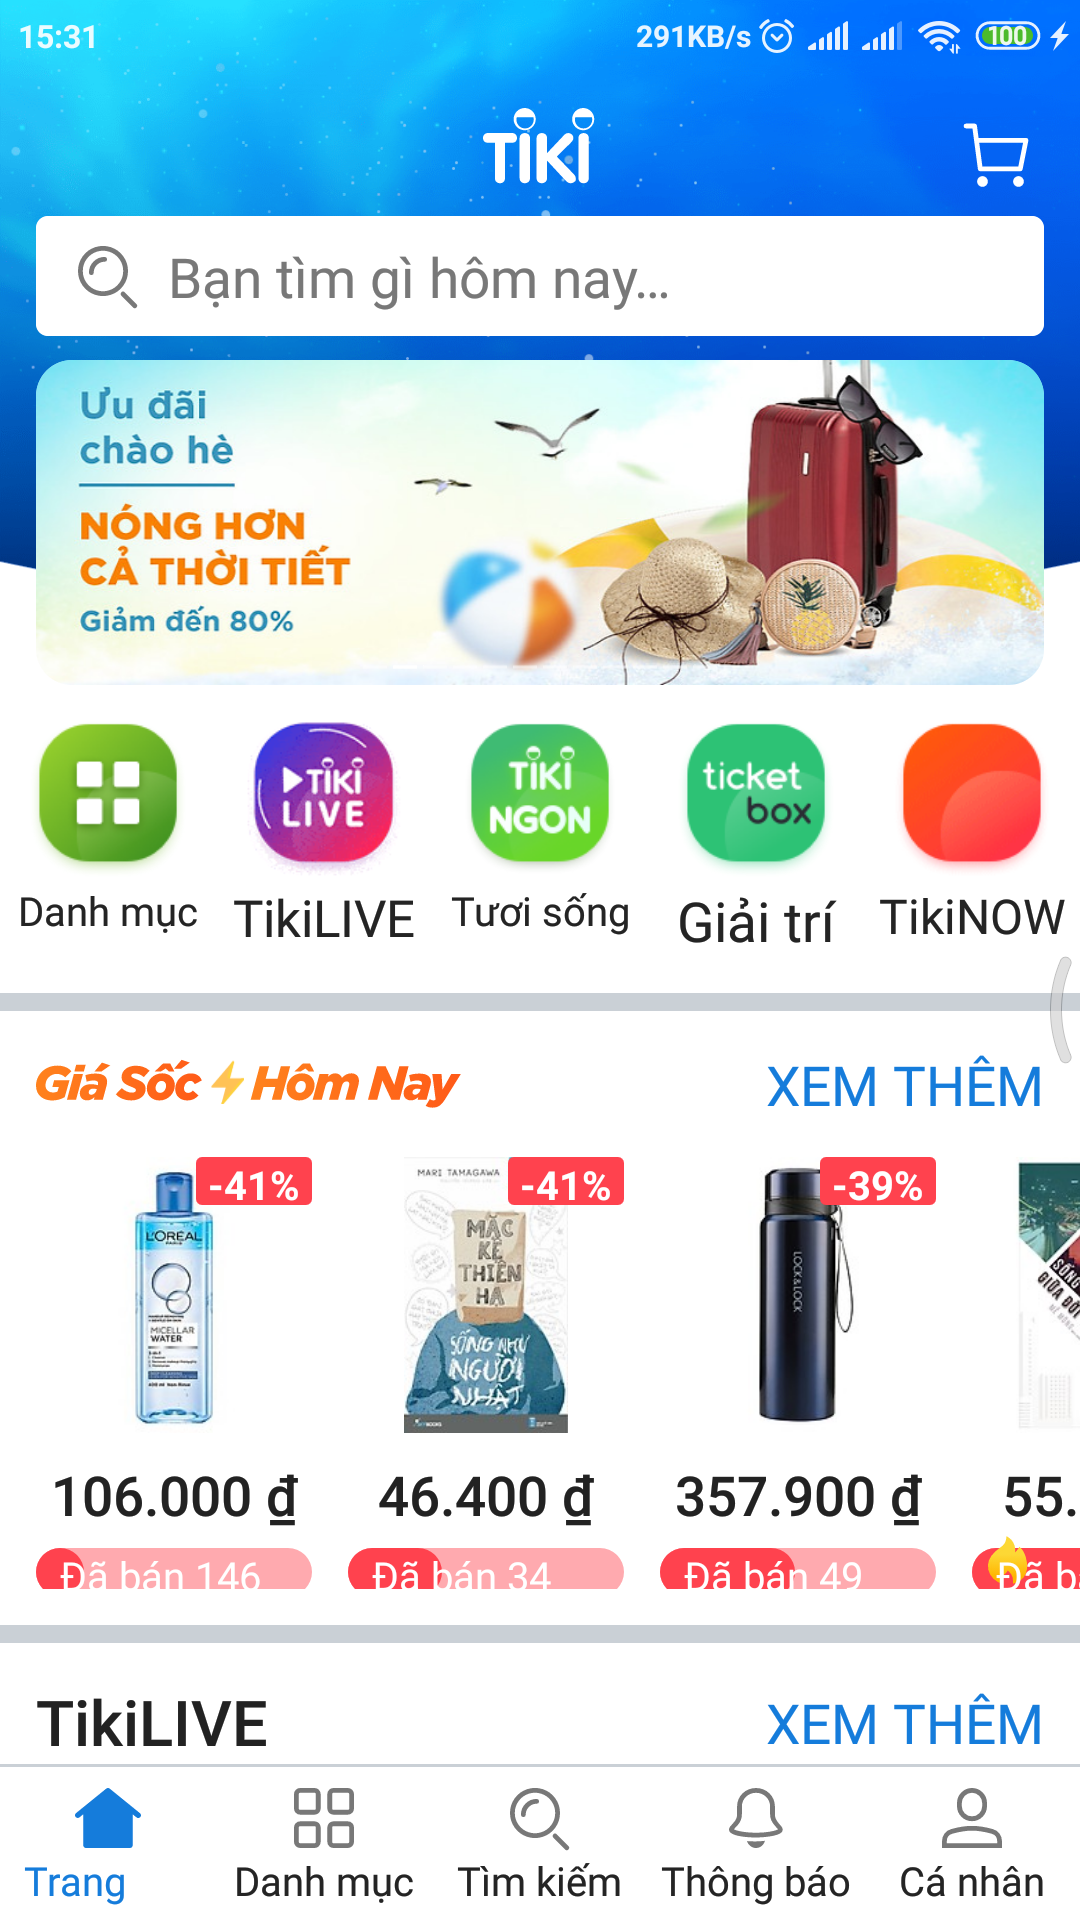 15:31 291KB/s 100
TIKI
Bạn tìm gì hôm nay...
Ưu đãi
chào hè
NÓNG HƠN
CẢ THỜI TIẾT
Giảm đến 80%
TIKI LIVE
TIKI NGON
ticket box
Danh mục TikiLIVE Tươi sống Giải trí TikiNOW
Giá Sốc Hôm Nay XEM THÊM
-41% -41% -39%
L'ORÉAL
PARIS
MICELLAR
WATER
MARI TAMAGAWA
MẶC
KỆ
THIÊN
HẠ
SỐNG NHƯ
NGƯỜI
NHẬT
LOCK&LOCK
SỐNG
GIỮA ĐỜI
106.000 ₫ 46.400 ₫ 357.900 ₫ 55.
Đã bán 146 Đã bán 34 Đã bán 49 Đã b
TikiLIVE XEM THÊM
Trang Danh mục Tìm kiếm Thông báo Cá nhân